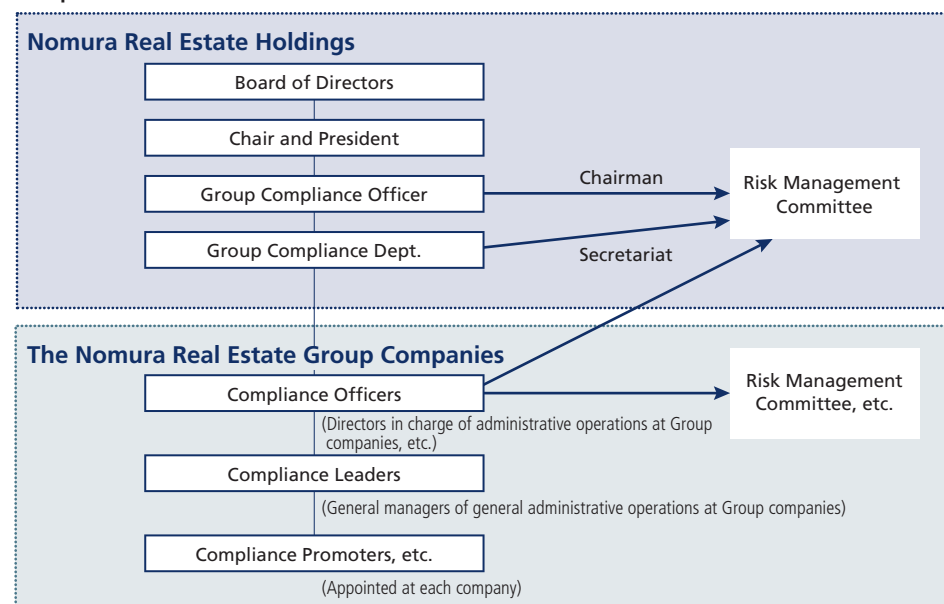 Nomura Real Estate Holdings
Board of Directors
Chair and President
Group Compliance Officer
Chairman
Risk Management
Committee
Group Compliance Dept.
Secretariat
The Nomura Real Estate Group Companies
Compliance Officers
Risk Management
Committee, etc.
(Directors in charge of administrative operations at Group
companies, etc.)
Compliance Leaders
(General managers of general administrative operations at Group companies)
Compliance Promoters, etc.
(Appointed at each company)